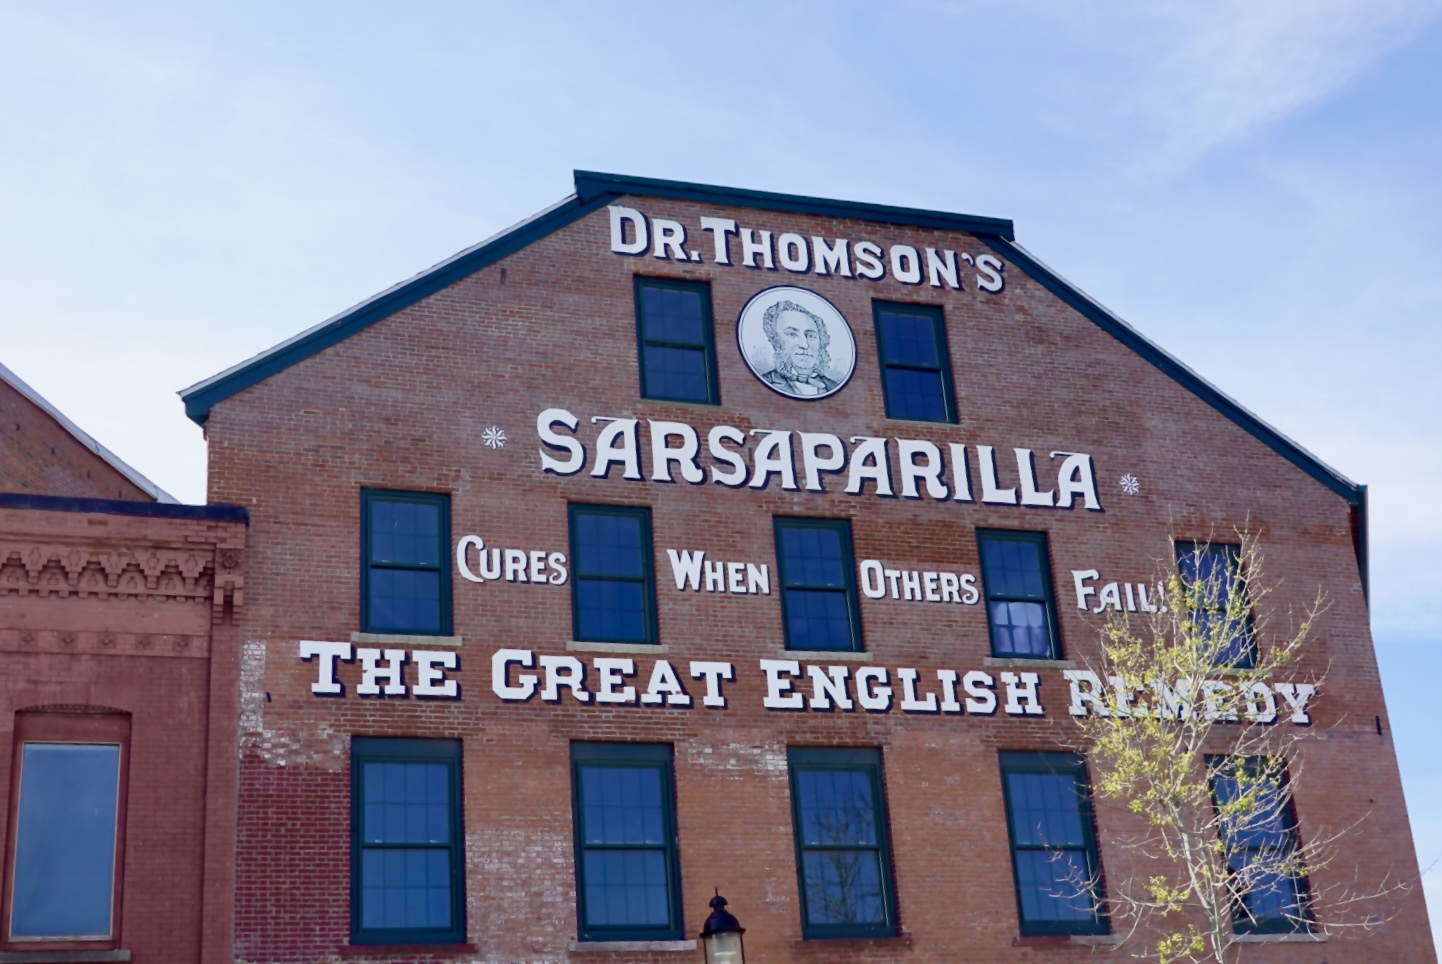 DR. THOMSON'S
SARSAPARILLA
CURES WHEN OTHERS FAIL!
THE GREAT ENGLISH REMEDY